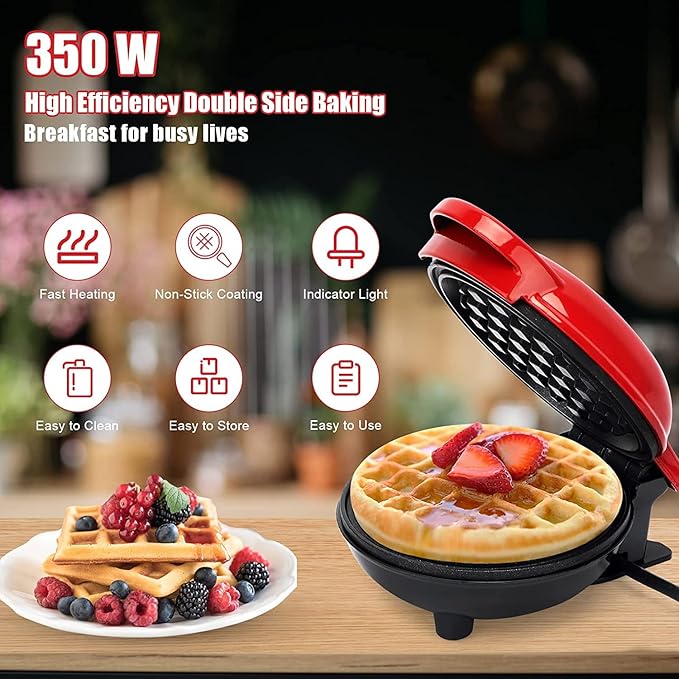 350 W
High Efficiency Double Side Baking
Breakfast for busy lives
Fast Heating
Non-Stick Coating
Indicator Light
Easy to Clean
Easy to Store
Easy to Use